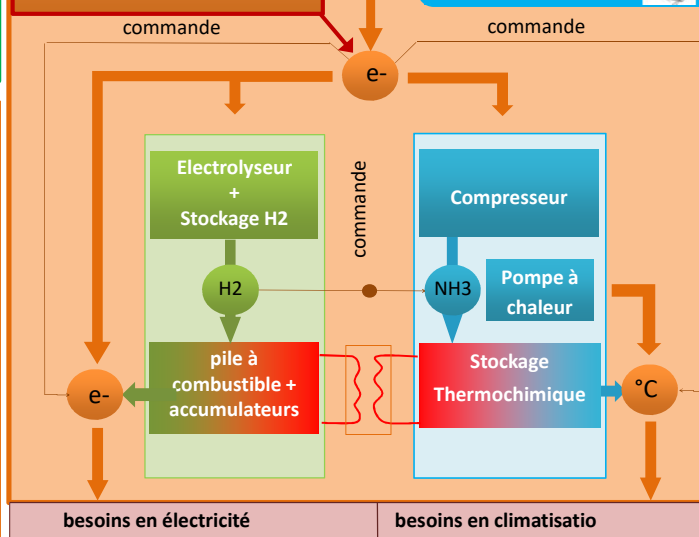 commande
commande
e-
Electrolyseur
+
Stockage H2
commande
Compresseur
H2
NH3
Pompe à
chaleur
pile à
combustible +
accumulateurs
Stockage
Thermochimique
e-
°C
besoins en électricité
besoins en climatisatio